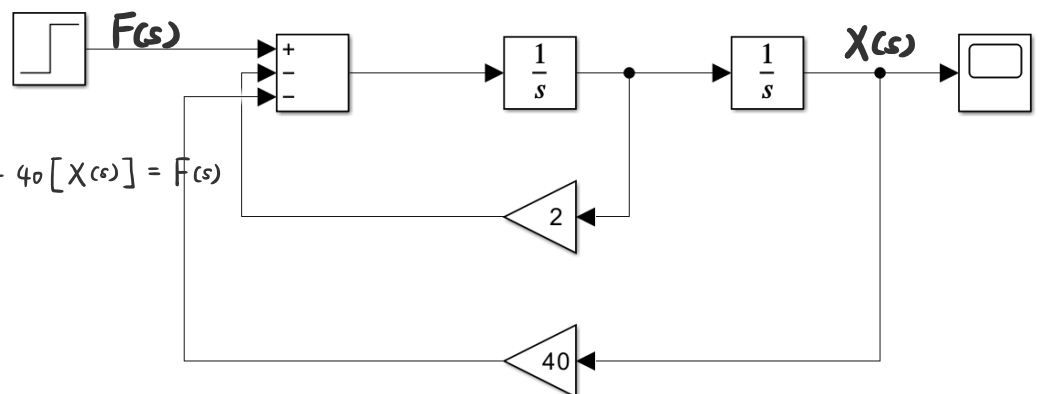 F(s)
X(s)
+
−
−
1
s
1
s
- 40[X(s)] = F(s)
2
40